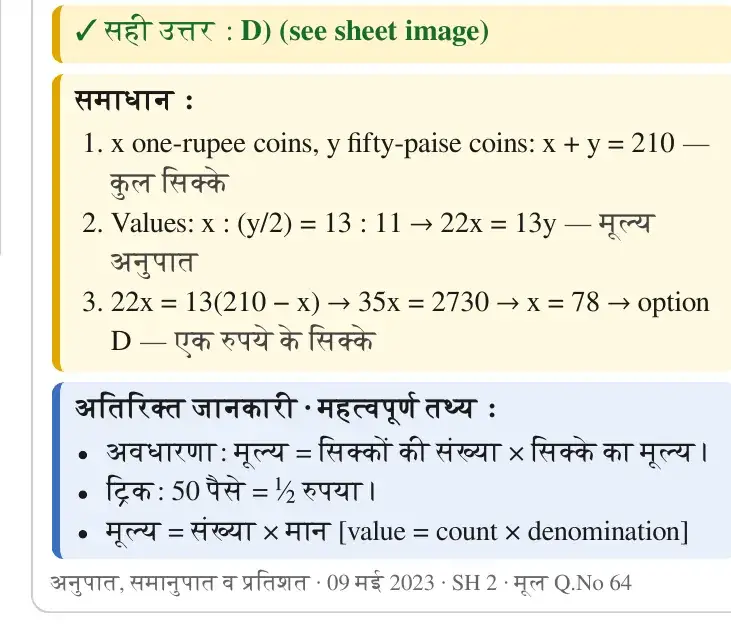 ✓ सही उत्तर : D) (see sheet image)
समाधान :
1. x one-rupee coins, y fifty-paise coins: x + y = 210 —
कुल सिक्के
2. Values: x : (y/2) = 13 : 11 → 22x = 13y — मूल्य
अनुपात
3. 22x = 13(210 − x) → 35x = 2730 → x = 78 → option
D — एक रुपये के सिक्के
अतिरिक्त जानकारी · महत्वपूर्ण तथ्य :
• अवधारणा : मूल्य = सिक्कों की संख्या × सिक्के का मूल्य।
• ट्रिक : 50 पैसे = ½ रुपया।
• मूल्य = संख्या × मान [value = count × denomination]
अनुपात, समानुपात व प्रतिशत · 09 मई 2023 · SH 2 · मूल Q.No 64